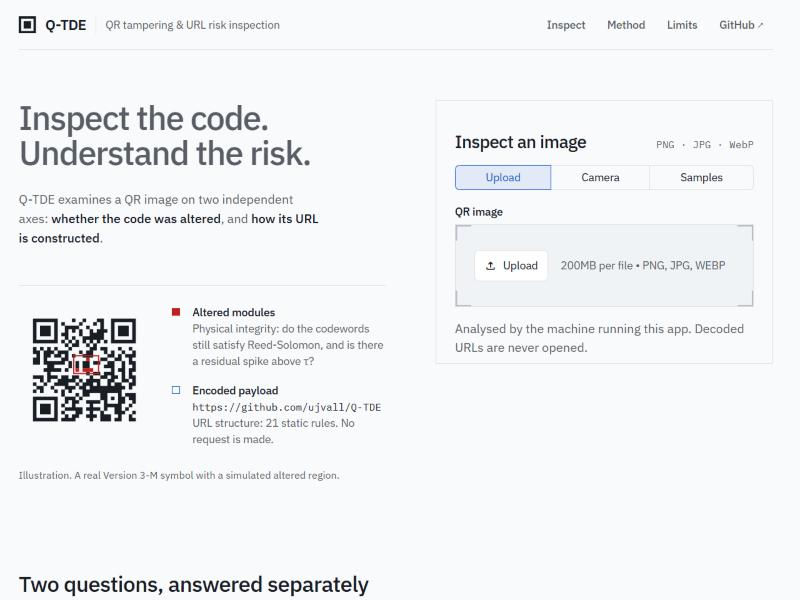 Q-TDE
QR tampering & URL risk inspection
Inspect
Method
Limits
GitHub ↗
Inspect the code.
Understand the risk.
Q-TDE examines a QR image on two independent
axes: whether the code was altered, and how its URL
is constructed.
Altered modules
Physical integrity: do the codewords
still satisfy Reed-Solomon, and is there
a residual spike above τ?
Encoded payload
https://github.com/ujvall/Q-TDE
URL structure: 21 static rules. No
request is made.
Illustration. A real Version 3-M symbol with a simulated altered region.
Inspect an image
PNG · JPG · WebP
Upload
Camera
Samples
QR image
Upload
200MB per file • PNG, JPG, WEBP
Analysed by the machine running this app. Decoded
URLs are never opened.
Two questions, answered separately